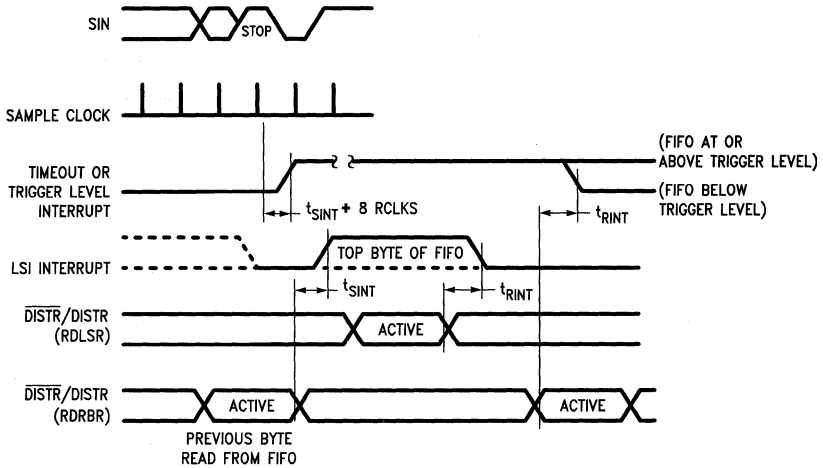 SIN
STOP
SAMPLE CLOCK
TIMEOUT OR
TRIGGER LEVEL
INTERRUPT
(FIFO AT OR
ABOVE TRIGGER LEVEL)
(FIFO BELOW
TRIGGER LEVEL)
tSINT + 8 RCLKS
tRINT
LSI INTERRUPT
TOP BYTE OF FIFO
tSINT
tRINT
DISTR/DISTR
(RDLSR)
ACTIVE
DISTR/DISTR
(RDRBR)
ACTIVE
ACTIVE
PREVIOUS BYTE
READ FROM FIFO